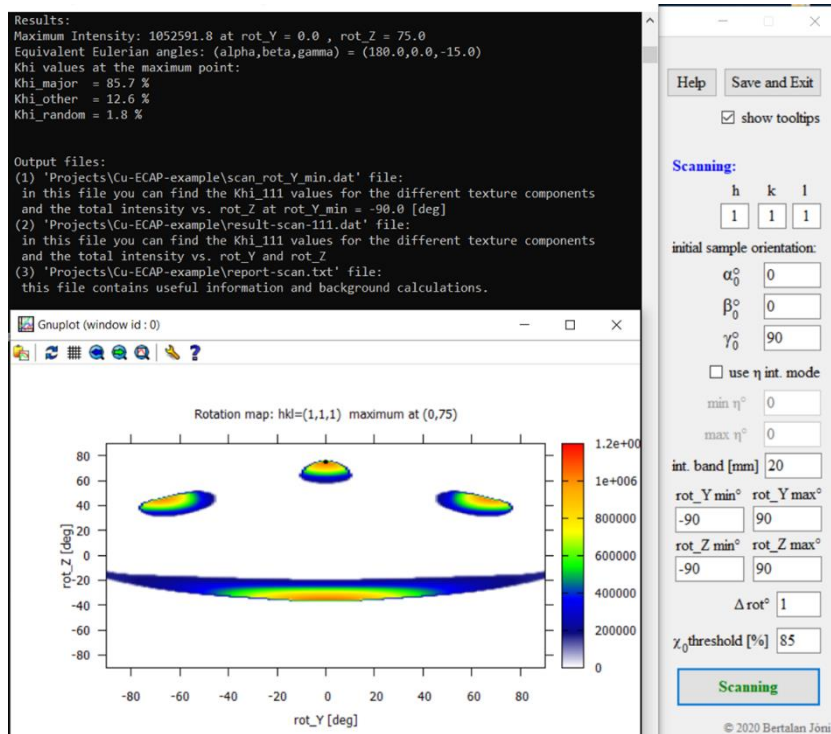 Results:
Maximum Intensity: 1052591.8 at rot_Y = 0.0 , rot_Z = 75.0
Equivalent Eulerian angles: (alpha,beta,gamma) = (180.0,0.0,-15.0)
Khi values at the maximum point:
Khi_major = 85.7 %
Khi_other = 12.6 %
Khi_random = 1.8 %
Output files:
(1) 'Projects\Cu-ECAP-example\scan_rot_Y_min.dat' file:
in this file you can find the Khi_111 values for the different texture components
and the total intensity vs. rot_Z at rot_Y_min = -90.0 [deg]
(2) 'Projects\Cu-ECAP-example\result-scan-111.dat' file:
in this file you can find the Khi_111 values for the different texture components
and the total intensity vs. rot_Y and rot_Z
(3) 'Projects\Cu-ECAP-example\report-scan.txt' file:
this file contains useful information and background calculations.
Gnuplot (window id : 0)
Rotation map: hkl=(1,1,1) maximum at (0,75)
80
60
40
20
0
-20
-40
-60
-80
rot_Z [deg]
-80 -60 -40 -20 0 20 40 60 80
rot_Y [deg]
1.2e+00
1e+006
800000
600000
400000
200000
0
Help Save and Exit
show tooltips
Scanning:
h k l
1 1 1
initial sample orientation:
α₀° 0
β₀° 0
γ₀° 90
use η int. mode
min η° 0
max η° 0
int. band [mm] 20
rot_Y min° rot_Y max°
-90 90
rot_Z min° rot_Z max°
-90 90
Δ rot° 1
χ₀threshold [%] 85
Scanning
© 2020 Bertalan Jóni